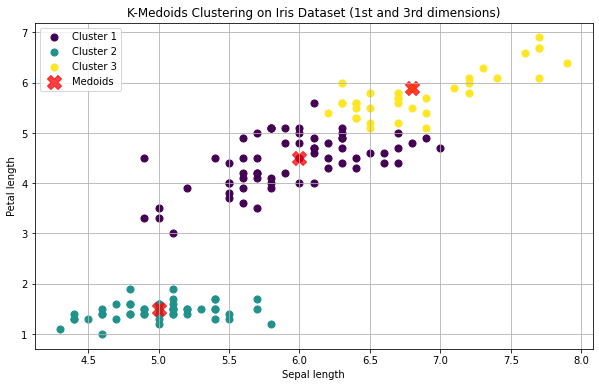 K-Medoids Clustering on Iris Dataset (1st and 3rd dimensions)
Cluster 1
Cluster 2
Cluster 3
Medoids
Petal length
7
6
5
4
3
2
1
4.5 5.0 5.5 6.0 6.5 7.0 7.5 8.0
Sepal length